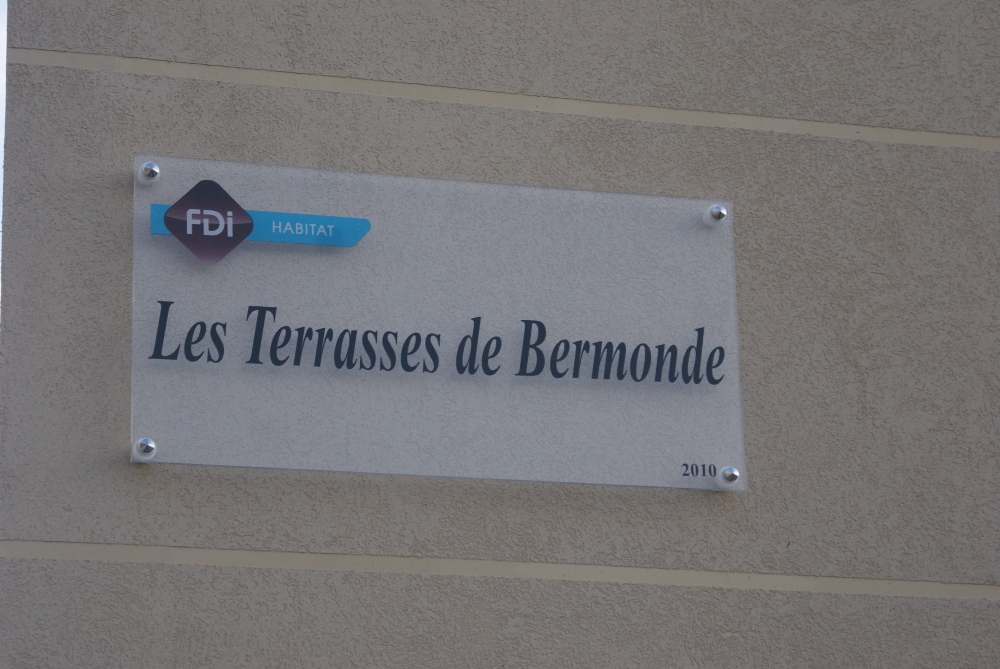 FDi HABITAT
Les Terrasses de Bermonde
2010